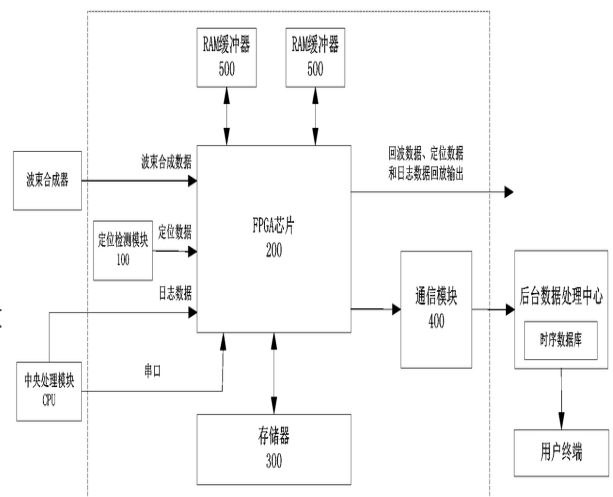 RAM缓冲器
500
RAM缓冲器
500
波束合成器
波束合成数据
回波数据、定位数据
和日志数据回放输出
FPGA芯片
200
定位检测模块
100
定位数据
日志数据
通信模块
400
后台数据处理中心
时序数据库
中央处理模块
CPU
串口
存储器
300
用户终端